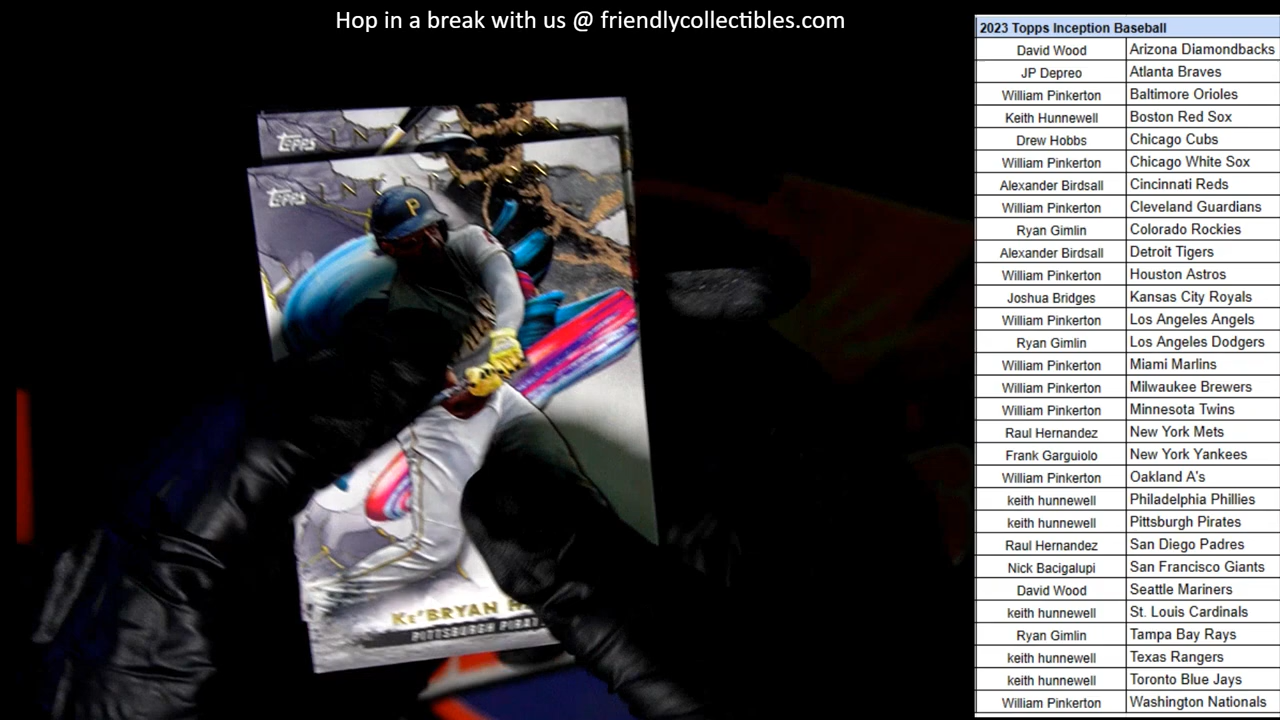 Hop in a break with us @ friendlycollectibles.com
2023 Topps Inception Baseball
David Wood Arizona Diamondbacks
JP Depreo Atlanta Braves
William Pinkerton Baltimore Orioles
Keith Hunnewell Boston Red Sox
Drew Hobbs Chicago Cubs
William Pinkerton Chicago White Sox
Alexander Birdsall Cincinnati Reds
William Pinkerton Cleveland Guardians
Ryan Gimlin Colorado Rockies
Alexander Birdsall Detroit Tigers
William Pinkerton Houston Astros
Joshua Bridges Kansas City Royals
William Pinkerton Los Angeles Angels
Ryan Gimlin Los Angeles Dodgers
William Pinkerton Miami Marlins
William Pinkerton Milwaukee Brewers
William Pinkerton Minnesota Twins
Raul Hernandez New York Mets
Frank Garguiolo New York Yankees
William Pinkerton Oakland A's
keith hunnewell Philadelphia Phillies
keith hunnewell Pittsburgh Pirates
Raul Hernandez San Diego Padres
Nick Bacigalupi San Francisco Giants
David Wood Seattle Mariners
keith hunnewell St. Louis Cardinals
Ryan Gimlin Tampa Bay Rays
keith hunnewell Texas Rangers
keith hunnewell Toronto Blue Jays
William Pinkerton Washington Nationals
TOPPS
TOPPS
P
KE'BRYAN
PITTSBURGH